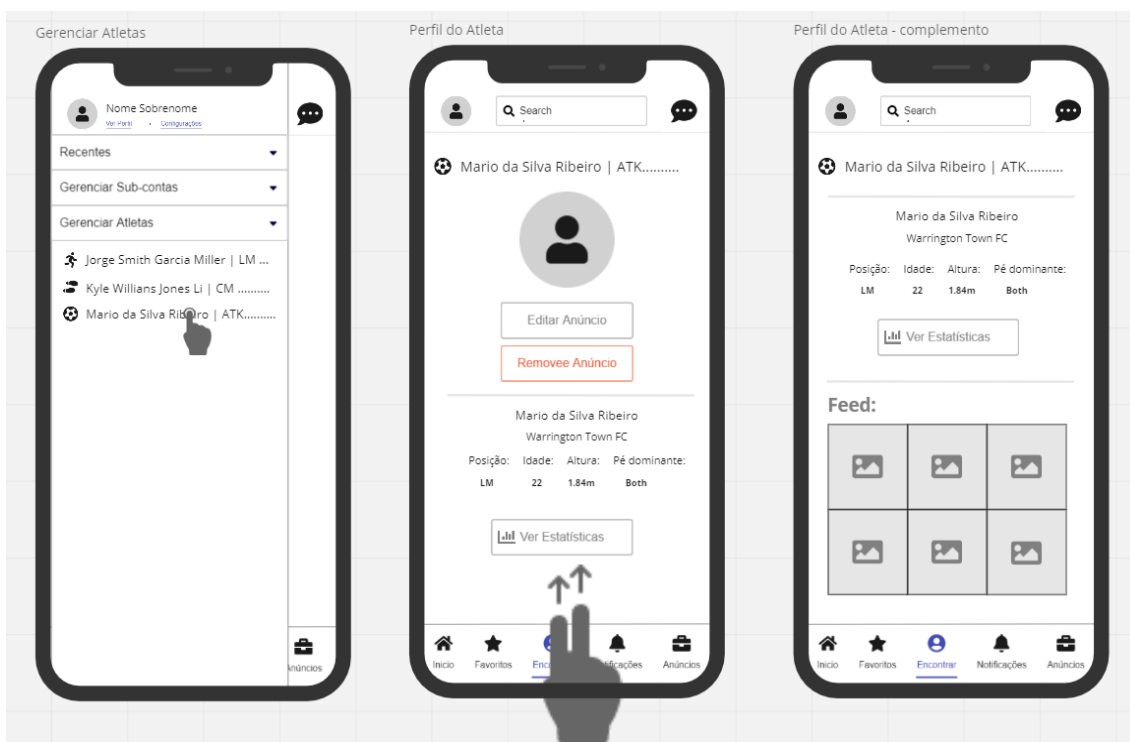 Gerenciar Atletas
Nome Sobrenome
Ver Perfil • Configurações
Recentes
Gerenciar Sub-contas
Gerenciar Atletas
Jorge Smith Garcia Miller | LM ...
Kyle Willians Jones Li | CM ..........
Mario da Silva Ribeiro | ATK..........
Anúncios
Perfil do Atleta
Search
Mario da Silva Ribeiro | ATK..........
Editar Anúncio
Removee Anúncio
Mario da Silva Ribeiro
Warrington Town FC
Posição: Idade: Altura: Pé dominante:
LM 22 1.84m Both
Ver Estatísticas
Inicio Favoritos Encontrar Notificações Anúncios
Perfil do Atleta - complemento
Search
Mario da Silva Ribeiro | ATK..........
Mario da Silva Ribeiro
Warrington Town FC
Posição: Idade: Altura: Pé dominante:
LM 22 1.84m Both
Ver Estatísticas
Feed:
Inicio Favoritos Encontrar Notificações Anúncios